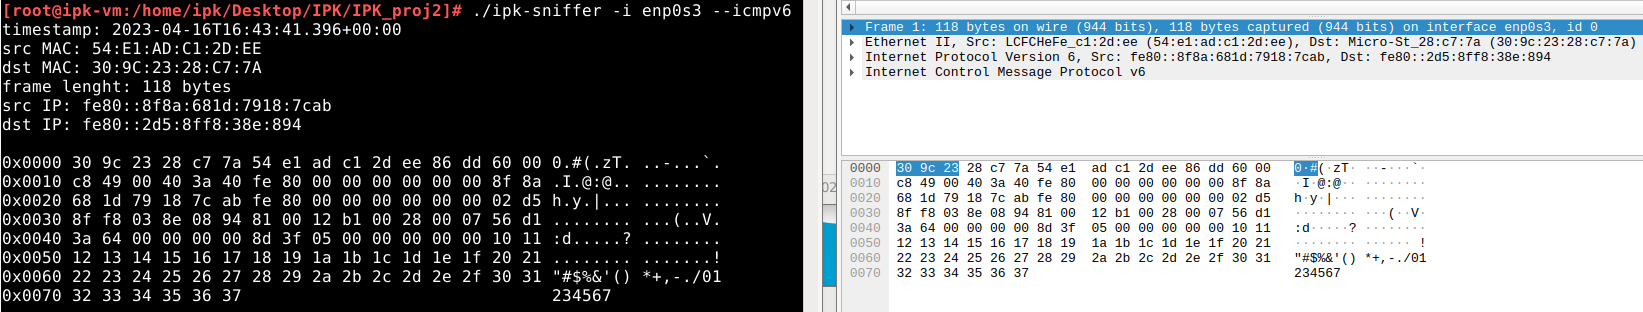 [root@ipk-vm:/home/ipk/Desktop/IPK/IPK_proj2]# ./ipk-sniffer -i enp0s3 --icmpv6
timestamp: 2023-04-16T16:43:41.396+00:00
src MAC: 54:E1:AD:C1:2D:EE
dst MAC: 30:9C:23:28:C7:7A
frame lenght: 118 bytes
src IP: fe80::8f8a:681d:7918:7cab
dst IP: fe80::2d5:8ff8:38e:894
0x0000 30 9c 23 28 c7 7a 54 e1 ad c1 2d ee 86 dd 60 00 0.#(.zT. ..-...`.
0x0010 c8 49 00 40 3a 40 fe 80 00 00 00 00 00 00 8f 8a .I.@:@.. ........
0x0020 68 1d 79 18 7c ab fe 80 00 00 00 00 00 00 02 d5 h.y.|... ........
0x0030 8f f8 03 8e 08 94 81 00 12 b1 00 28 00 07 56 d1 ........ ...(..V.
0x0040 3a 64 00 00 00 00 8d 3f 05 00 00 00 00 00 10 11 :d.....? ........
0x0050 12 13 14 15 16 17 18 19 1a 1b 1c 1d 1e 1f 20 21 ........ .......!
0x0060 22 23 24 25 26 27 28 29 2a 2b 2c 2d 2e 2f 30 31 "#$%&'() *+,-./01
0x0070 32 33 34 35 36 37 234567
02
Frame 1: 118 bytes on wire (944 bits), 118 bytes captured (944 bits) on interface enp0s3, id 0
Ethernet II, Src: LCFCHeFe_c1:2d:ee (54:e1:ad:c1:2d:ee), Dst: Micro-St_28:c7:7a (30:9c:23:28:c7:7a)
Internet Protocol Version 6, Src: fe80::8f8a:681d:7918:7cab, Dst: fe80::2d5:8ff8:38e:894
Internet Control Message Protocol v6
0000 30 9c 23 28 c7 7a 54 e1 ad c1 2d ee 86 dd 60 00 0·#(·zT· ··-···`·
0010 c8 49 00 40 3a 40 fe 80 00 00 00 00 00 00 8f 8a ·I·@:@·· ········
0020 68 1d 79 18 7c ab fe 80 00 00 00 00 00 00 02 d5 h·y·|··· ········
0030 8f f8 03 8e 08 94 81 00 12 b1 00 28 00 07 56 d1 ········ ···(··V·
0040 3a 64 00 00 00 00 8d 3f 05 00 00 00 00 00 10 11 :d·····? ········
0050 12 13 14 15 16 17 18 19 1a 1b 1c 1d 1e 1f 20 21 ········ ······ !
0060 22 23 24 25 26 27 28 29 2a 2b 2c 2d 2e 2f 30 31 "#$%&'() *+,-./01
0070 32 33 34 35 36 37 234567